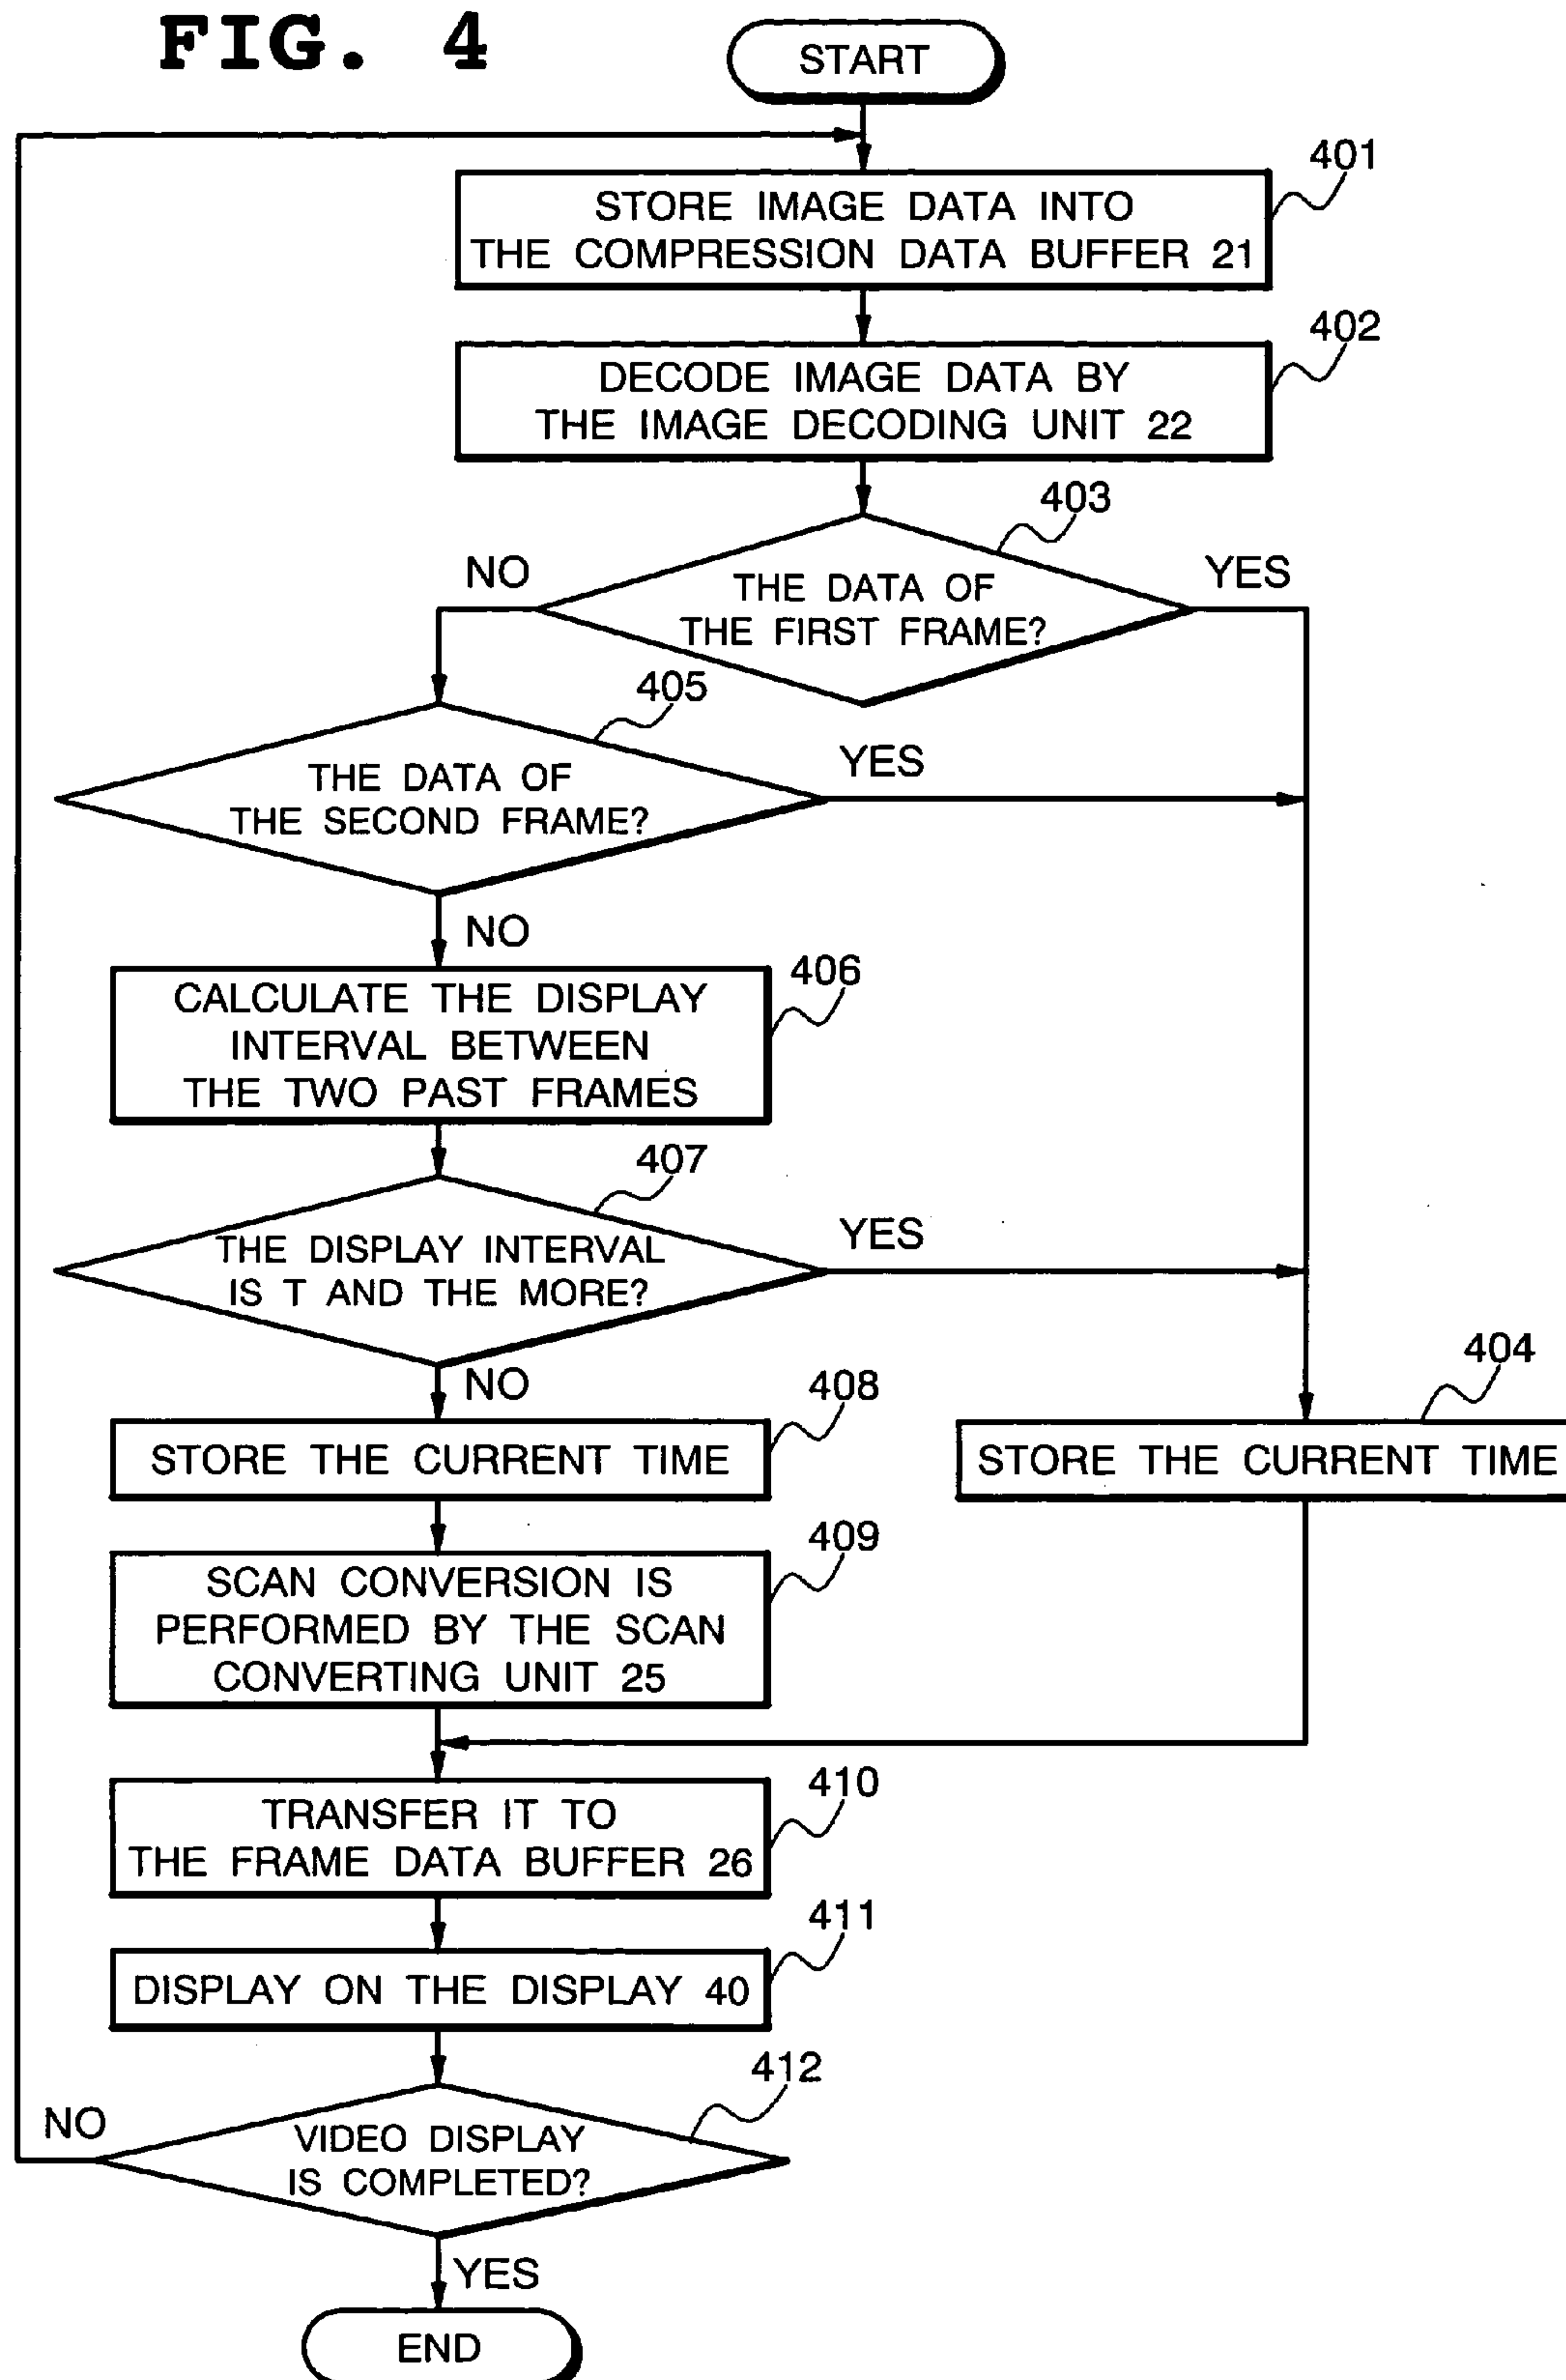 FIG. 4
START
401
STORE IMAGE DATA INTO
THE COMPRESSION DATA BUFFER 21
402
DECODE IMAGE DATA BY
THE IMAGE DECODING UNIT 22
403
NO
YES
THE DATA OF
THE FIRST FRAME?
405
YES
THE DATA OF
THE SECOND FRAME?
NO
406
CALCULATE THE DISPLAY
INTERVAL BETWEEN
THE TWO PAST FRAMES
407
YES
THE DISPLAY INTERVAL
IS T AND THE MORE?
NO
408
STORE THE CURRENT TIME
404
STORE THE CURRENT TIME
409
SCAN CONVERSION IS
PERFORMED BY THE SCAN
CONVERTING UNIT 25
410
TRANSFER IT TO
THE FRAME DATA BUFFER 26
411
DISPLAY ON THE DISPLAY 40
412
NO
VIDEO DISPLAY
IS COMPLETED?
YES
END